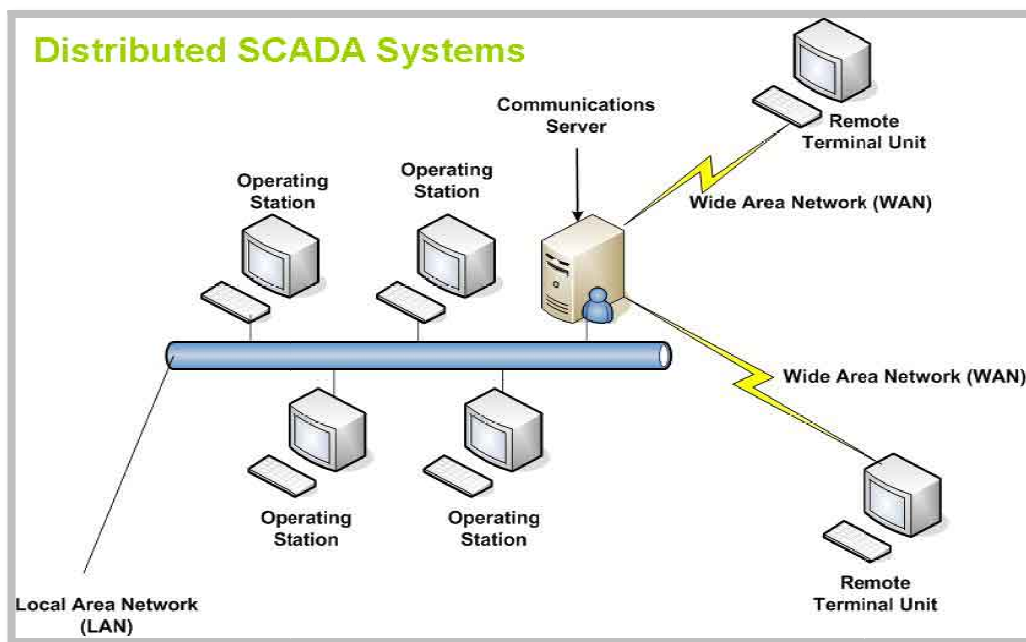 Distributed SCADA Systems
Communications
Server
Remote
Terminal Unit
Operating
Station
Operating
Station
Wide Area Network (WAN)
Wide Area Network (WAN)
Operating
Station
Operating
Station
Remote
Terminal Unit
Local Area Network
(LAN)